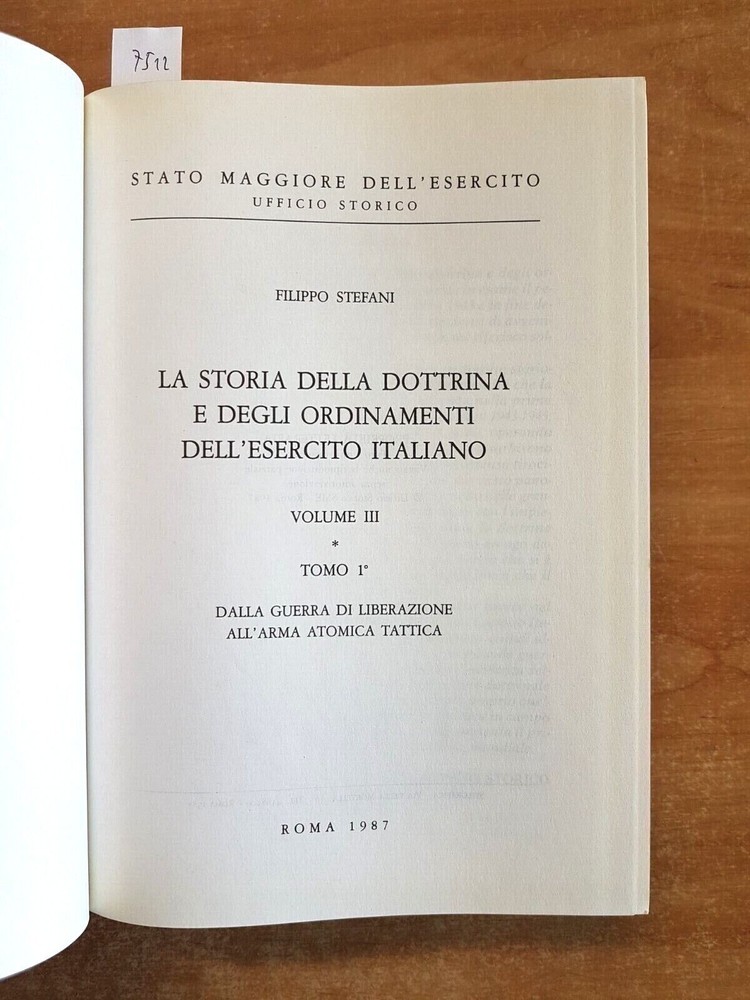 7512
STATO MAGGIORE DELL'ESERCITO
UFFICIO STORICO
FILIPPO STEFANI
LA STORIA DELLA DOTTRINA
E DEGLI ORDINAMENTI
DELL'ESERCITO ITALIANO
VOLUME III
*
TOMO 1°
DALLA GUERRA DI LIBERAZIONE
ALL'ARMA ATOMICA TATTICA
ROMA 1987